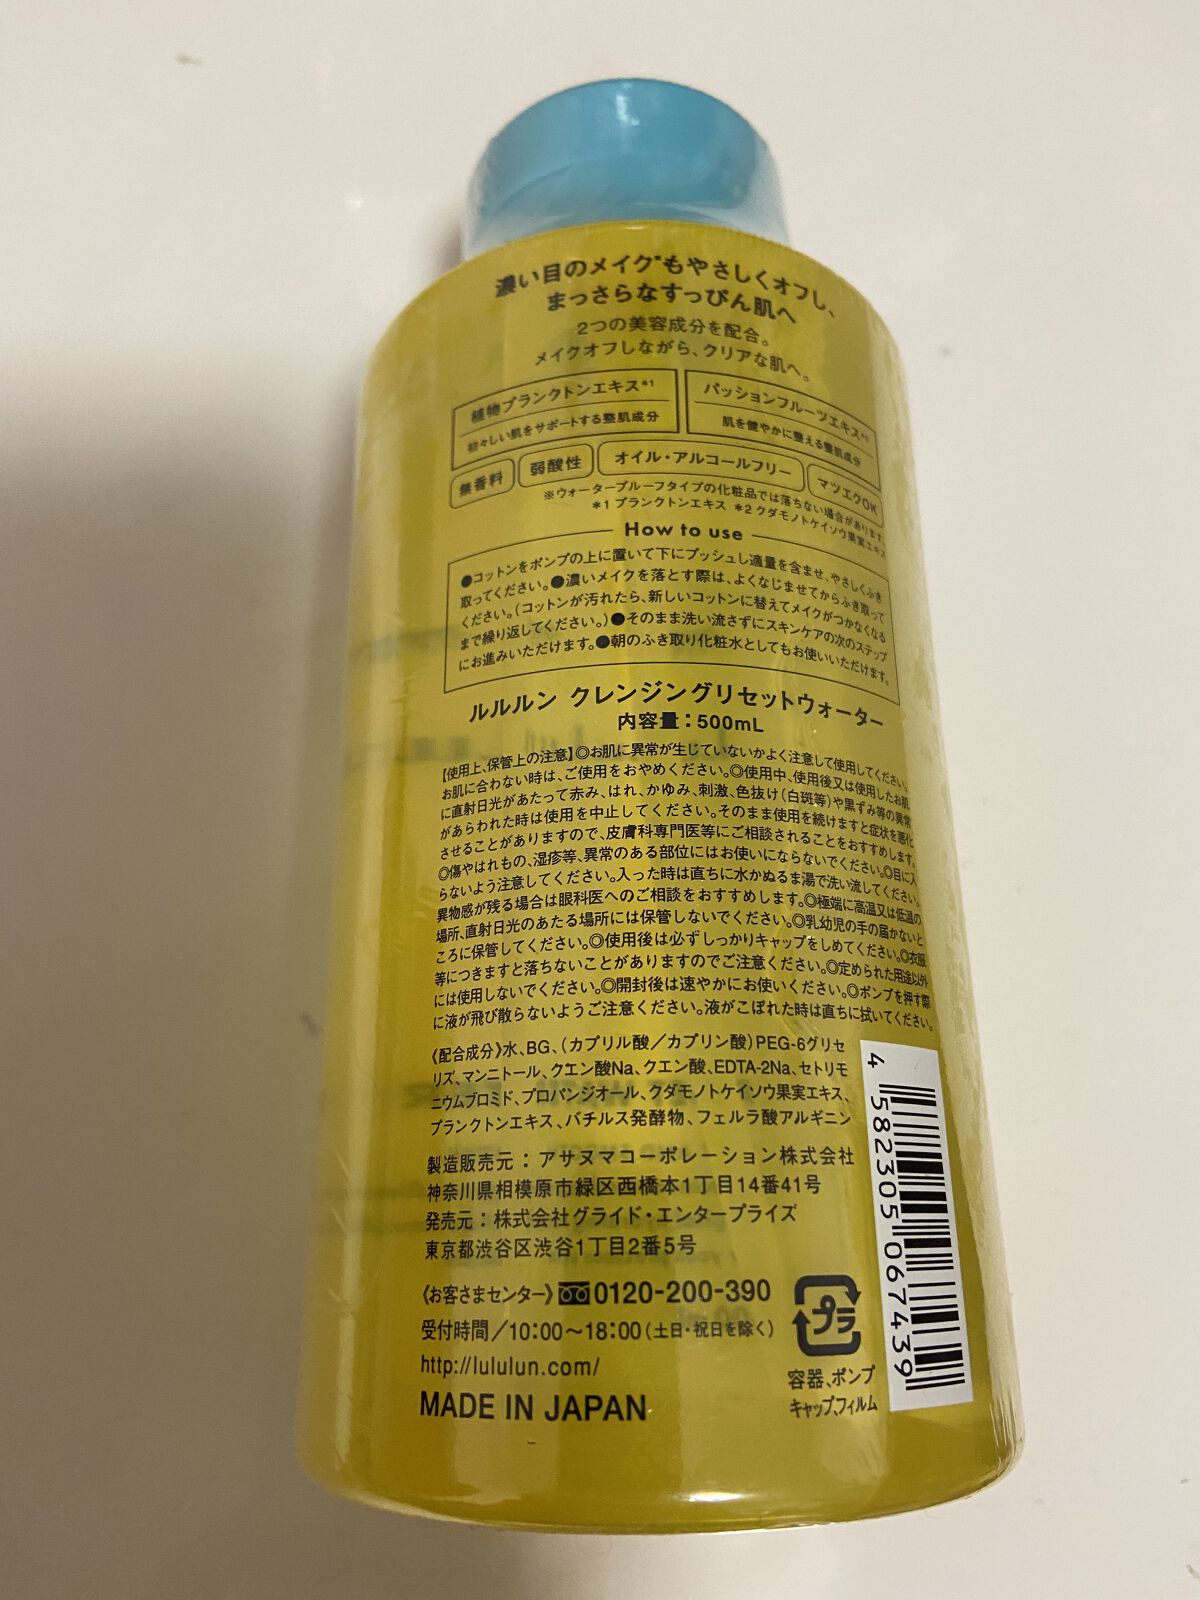 濃い目のメイク※もやさしくオフし、
まっさらなすっぴん肌へ
2つの美容成分を配合。
メイクオフしながら、クリアな肌へ。
植物プランクトンエキス*1
初々しい肌をサポートする整肌成分
パッションフルーツエキス*2
肌を健やかに整える整肌成分
無香料
弱酸性
オイル・アルコールフリー
マツエクOK
※ウォータープルーフタイプの化粧品では落ちない場合があります。
*1 プランクトンエキス *2 クダモノトケイソウ果実エキス
How to use
●コットンをポンプの上に置いて下にプッシュし適量を含ませ、やさしくふき
取ってください。●濃いメイクを落とす際は、よくなじませてからふき取って
ください。（コットンが汚れたら、新しいコットンに替えてメイクがつかなくなる
まで繰り返してください。）●そのまま洗い流さずにスキンケアの次のステップ
にお進みいただけます。●朝のふき取り化粧水としてもお使いいただけます。
ルルルン クレンジングリセットウォーター
内容量：500mL
【使用上、保管上の注意】◎お肌に異常が生じていないかよく注意して使用してください。
お肌に合わない時は、ご使用をおやめください。◎使用中、使用後又は使用したお肌
に直射日光があたって赤み、はれ、かゆみ、刺激、色抜け（白斑等）や黒ずみ等の異常
があらわれた時は使用を中止してください。そのまま使用を続けますと症状を悪化
させることがありますので、皮膚科専門医等にご相談されることをおすすめします。
◎傷やはれもの、湿疹等、異常のある部位にはお使いにならないでください。◎目に入
らないよう注意してください。入った時は直ちに水かぬるま湯で洗い流してください。
異物感が残る場合は眼科医へのご相談をおすすめします。◎極端に高温又は低温の
場所、直射日光のあたる場所には保管しないでください。◎乳幼児の手の届かないと
ころに保管してください。◎使用後は必ずしっかりキャップをしめてください。◎衣服
等につきますと落ちないことがありますのでご注意ください。◎定められた用途以外
には使用しないでください。◎開封後は速やかにお使いください。◎ポンプを押す際
に液が飛び散らないようご注意ください。液がこぼれた時は直ちに拭いてください。
《配合成分》水、BG、（カプリル酸／カプリン酸）PEG-6グリセ
リズ、マンニトール、クエン酸Na、クエン酸、EDTA-2Na、セトリモ
ニウムブロミド、プロパンジオール、クダモノトケイソウ果実エキス、
プランクトンエキス、バチルス発酵物、フェルラ酸アルギニン
製造販売元：アサヌマコーポレーション株式会社
神奈川県相模原市緑区西橋本1丁目14番41号
発売元：株式会社グライド・エンタープライズ
東京都渋谷区渋谷1丁目2番5号
《お客さまセンター》0120-200-390
受付時間／10:00～18:00（土日・祝日を除く）
http://lululun.com/
MADE IN JAPAN
プラ
容器、ポンプ
キャップ、フィルム
4 582305 067439